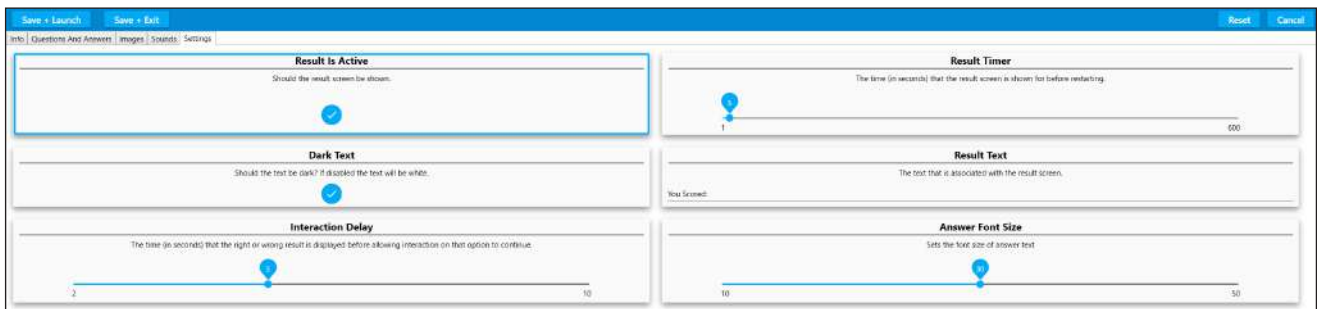 Save + Launch Save + Exit Reset Cancel
Info Questions And Answers Images Sounds Settings
Result Is Active
Should the result screen be shown.
Result Timer
The time (in seconds) that the result screen is shown for before restarting.
1 600
Dark Text
Should the text be dark? If disabled the text will be white.
Result Text
The text that is associated with the result screen.
You Scored:
Interaction Delay
The time (in seconds) that the right or wrong result is displayed before allowing interaction on that option to continue.
2 10
Answer Font Size
Sets the font size of answer text
30
10 50